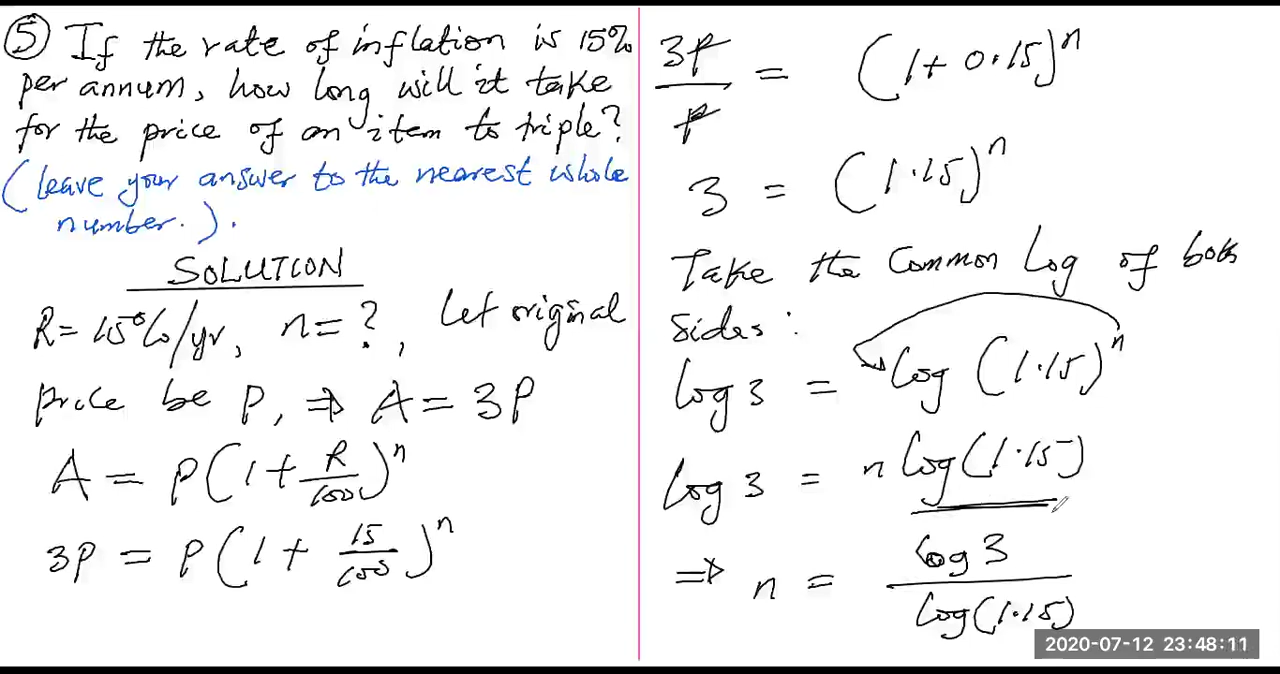 ⑤ If the rate of inflation is 15%
per annum, how long will it take
for the price of an item to triple?
(leave your answer to the nearest whole
number.).
SOLUTION
R = 15%/yr, n = ?, Let original
price be P, ⇒ A = 3P
A = P(1 + R/100)^n
3P = P(1 + 15/100)^n
3P/P = (1 + 0.15)^n
3 = (1.15)^n
Take the Common Log of both
sides:
log 3 = log (1.15)^n
log 3 = n log(1.15)
⇒ n = log 3/log(1.15)
2020-07-12 23:48:11